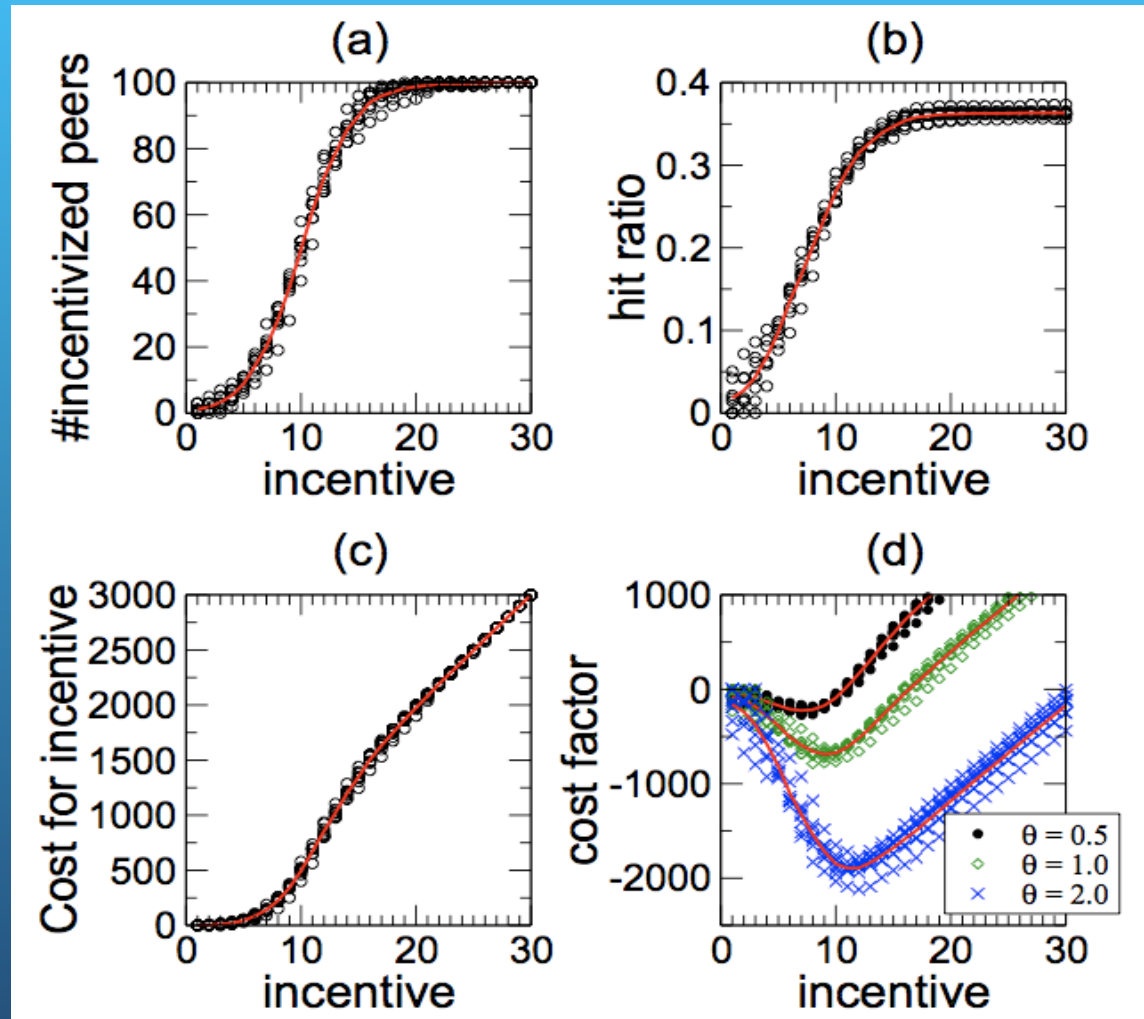 (a)
#incentivized peers
100
80
60
40
20
0
0 10 20 30
incentive
(b)
hit ratio
0.4
0.3
0.2
0.1
0
0 10 20 30
incentive
(c)
Cost for incentive
3000
2500
2000
1500
1000
500
0
0 10 20 30
incentive
(d)
cost factor
1000
0
-1000
-2000
0 10 20 30
incentive
θ = 0.5
θ = 1.0
θ = 2.0